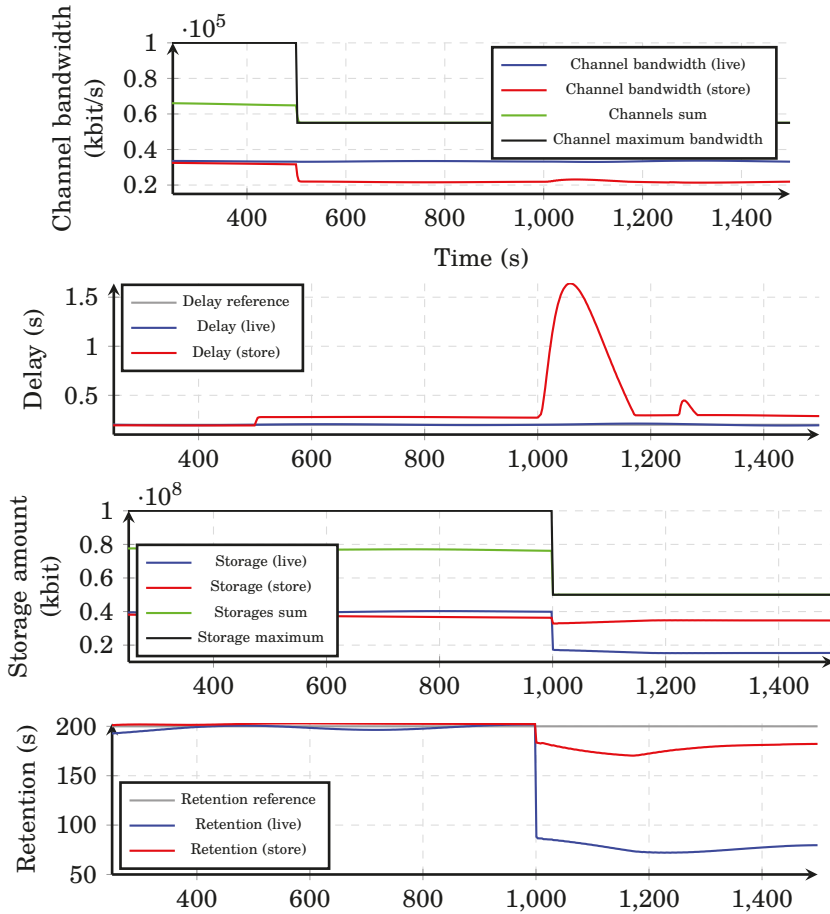 Channel bandwidth
(kbit/s)
·10⁵
1
0.8
0.6
0.4
0.2
Channel bandwidth (live)
Channel bandwidth (store)
Channels sum
Channel maximum bandwidth
400 600 800 1,000 1,200 1,400
Time (s)
Delay (s)
1.5
1
0.5
Delay reference
Delay (live)
Delay (store)
400 600 800 1,000 1,200 1,400
Storage amount
(kbit)
·10⁸
1
0.8
0.6
0.4
0.2
Storage (live)
Storage (store)
Storages sum
Storage maximum
400 600 800 1,000 1,200 1,400
Retention (s)
200
150
100
50
Retention reference
Retention (live)
Retention (store)
400 600 800 1,000 1,200 1,400